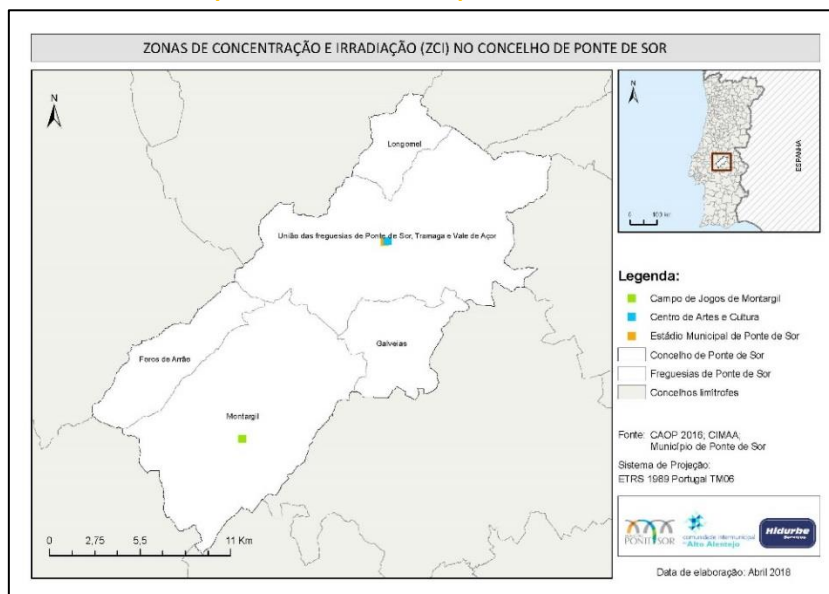 ZONAS DE CONCENTRAÇÃO E IRRADIAÇÃO (ZCI) NO CONCELHO DE PONTE DE SOR
N
N
Longomel
ESPANHA
União das freguesias de Ponte de Sor, Tramaga e Vale de Açor
Legenda:
Campo de Jogos de Montargil
Centro de Artes e Cultura
Estádio Municipal de Ponte de Sor
Concelho de Ponte de Sor
Freguesias de Ponte de Sor
Concelhos limítrofes
Galveias
Foros de Arrão
Montargil
Fonte: CAOP 2016; CIMAA;
Município de Ponte de Sor
Sistema de Projeção:
ETRS 1989 Portugal TM06
0 2,75 5,5 11 Km
PONTE SOR
comunidade intermunicipal
Alto Alentejo
Hidurbe
Serviços
Data de elaboração: Abril 2018